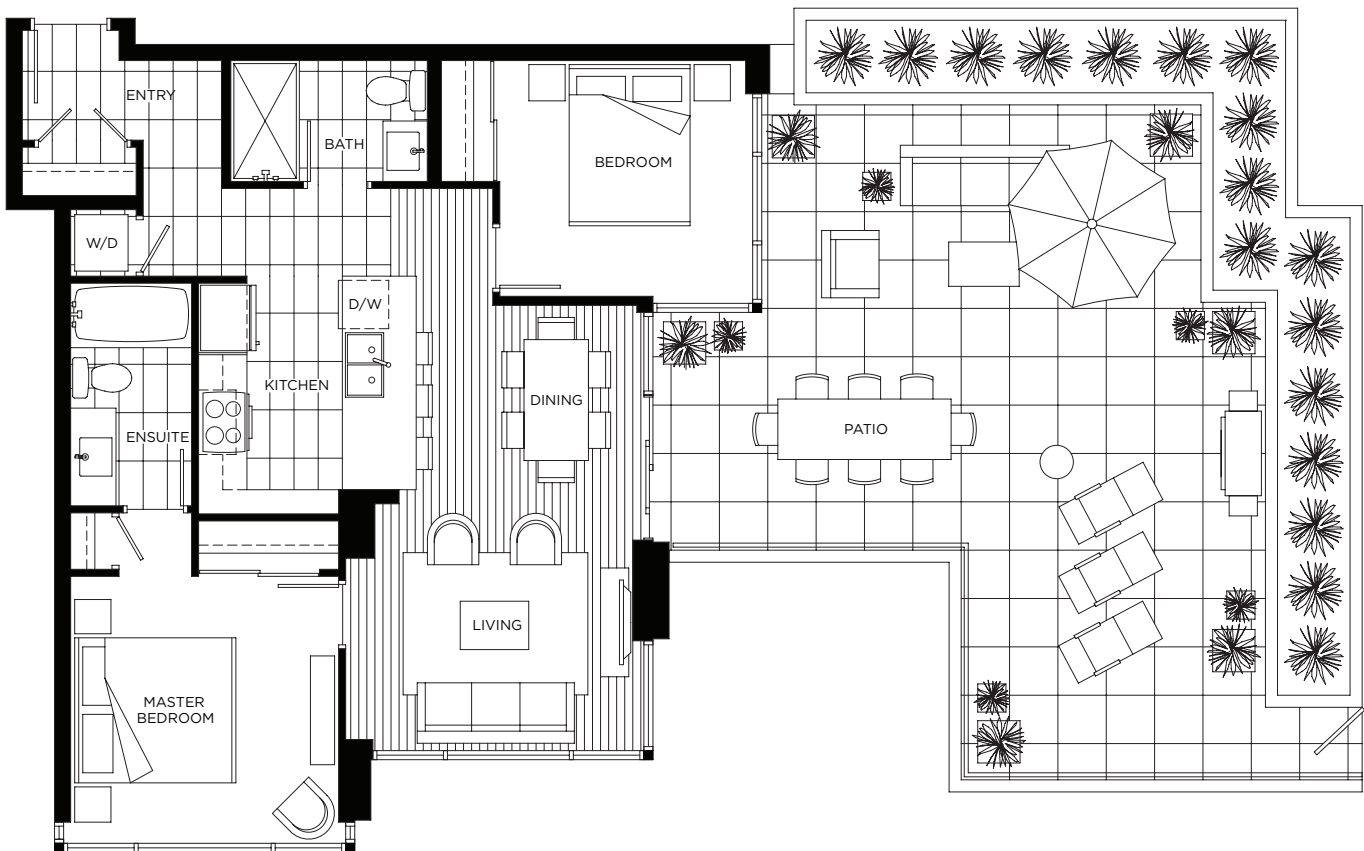 ENTRY
BATH
BEDROOM
W/D
D/W
KITCHEN
DINING
PATIO
ENSUITE
LIVING
MASTER
BEDROOM